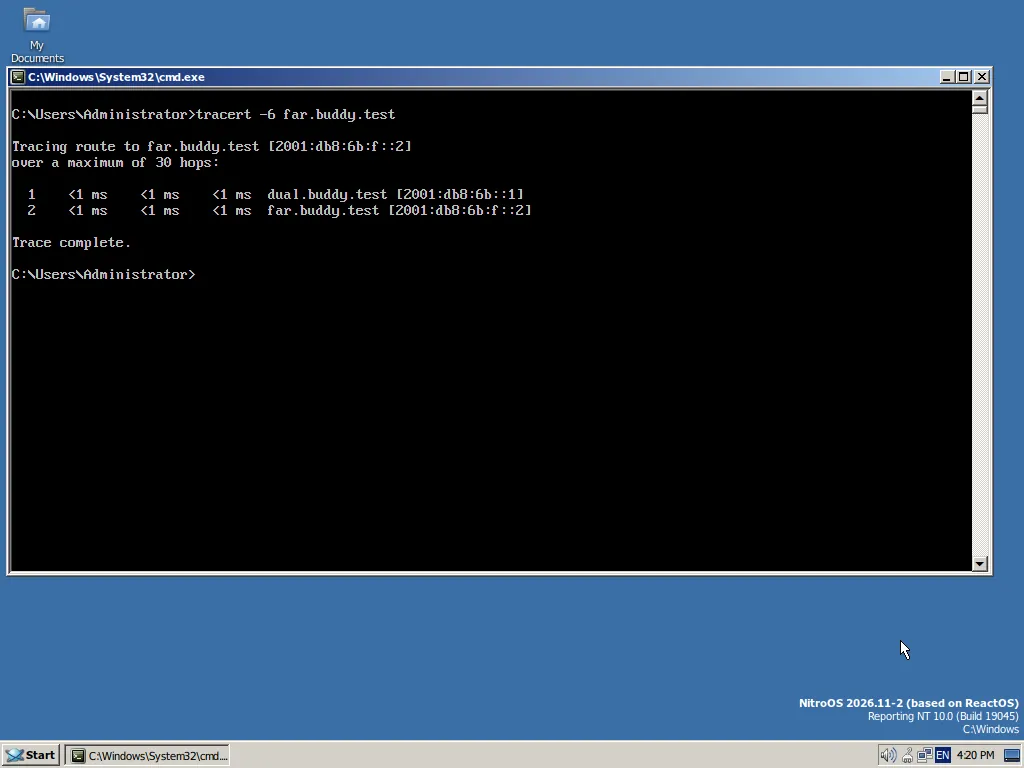 My
Documents
C:\Windows\System32\cmd.exe
C:\Users\Administrator>tracert -6 far.buddy.test
Tracing route to far.buddy.test [2001:db8:6b:f::2]
over a maximum of 30 hops:
1 <1 ms <1 ms <1 ms dual.buddy.test [2001:db8:6b::1]
2 <1 ms <1 ms <1 ms far.buddy.test [2001:db8:6b:f::2]
Trace complete.
C:\Users\Administrator>
NitroOS 2026.11-2 (based on ReactOS)
Reporting NT 10.0 (Build 19045)
C:\Windows
Start C:\Windows\System32\cmd.... EN 4:20 PM